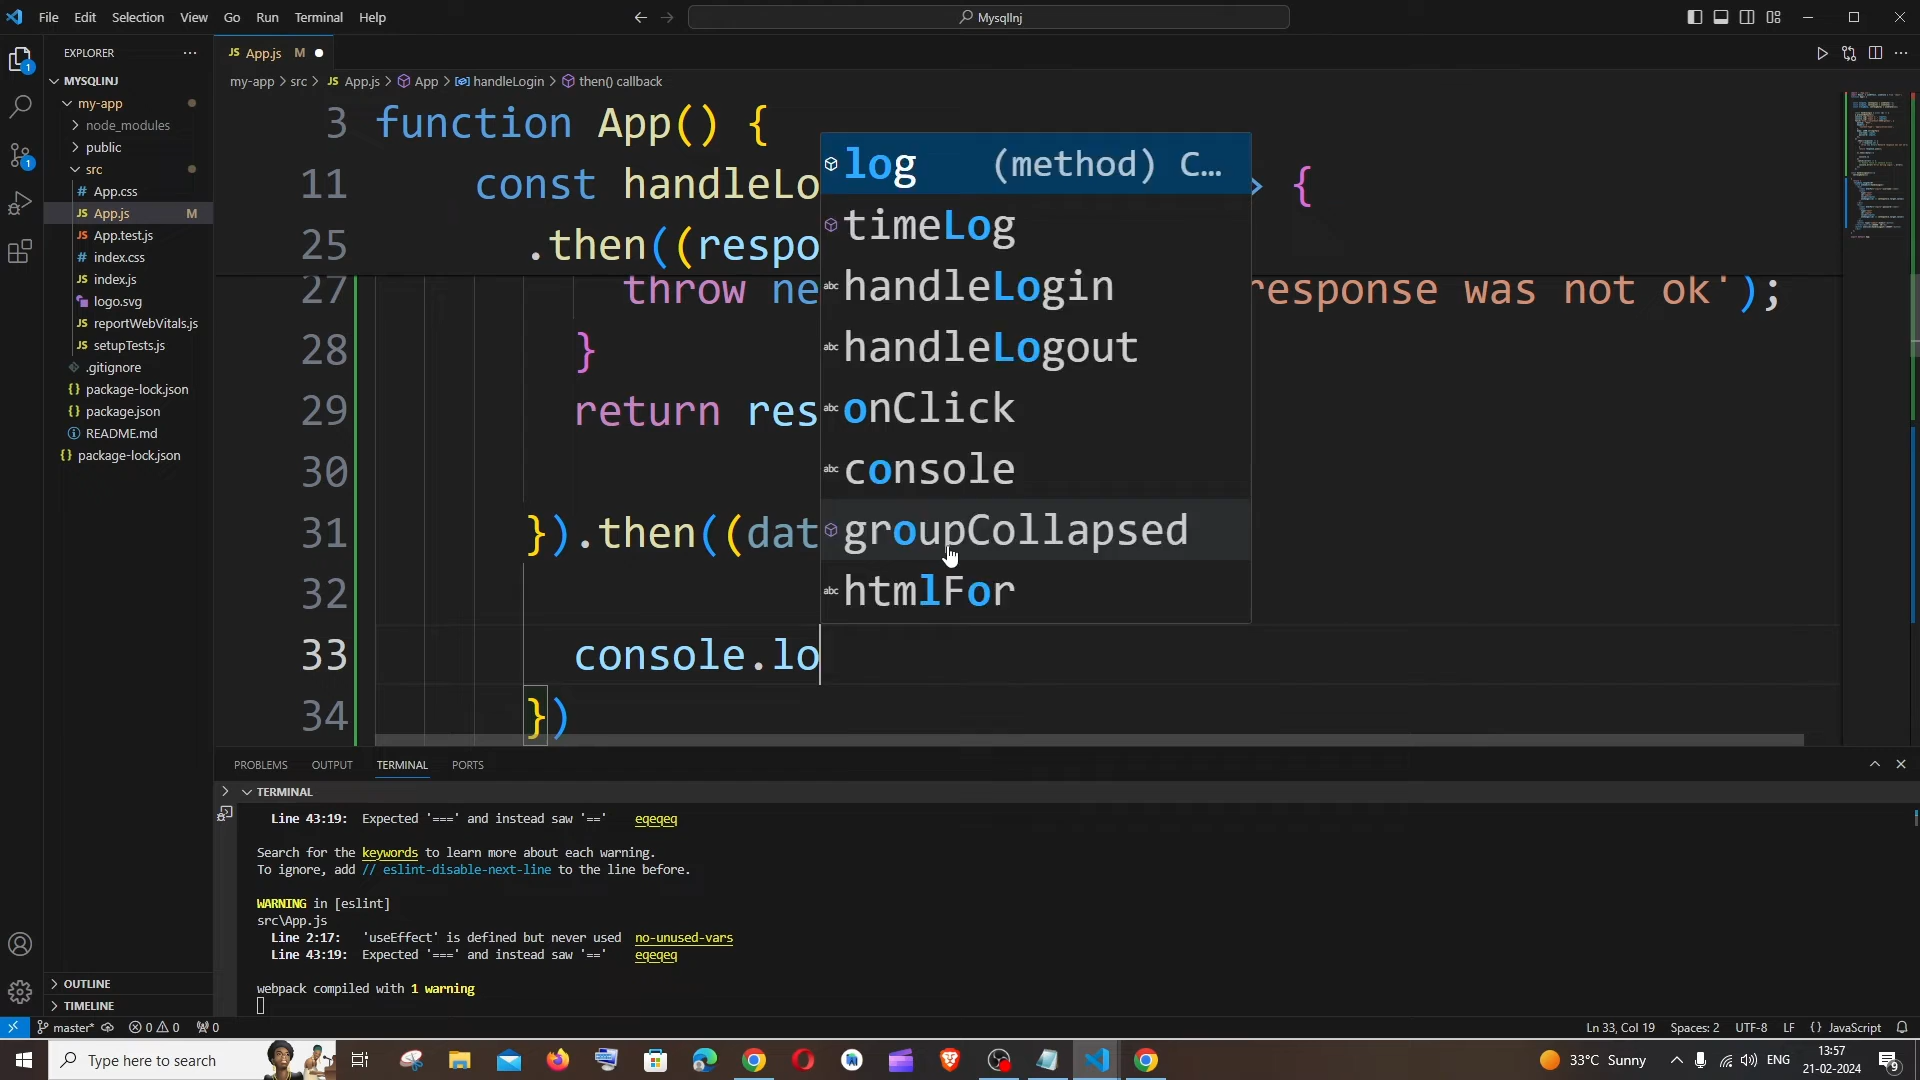 File Edit Selection View Go Run Terminal Help
MysqlInj
EXPLORER
MYSQLINJ
my-app
node_modules
public
src
App.css
App.js M
App.test.js
index.css
index.js
logo.svg
reportWebVitals.js
setupTests.js
.gitignore
package-lock.json
package.json
README.md
package-lock.json
OUTLINE
TIMELINE
JS App.js M
my-app > src > JS App.js > App > handleLogin > then() callback
3 function App() {
11 const handleLo > {
25 .then((respo
27 throw ne response was not ok');
28 }
29 return res
30
31 }).then((dat
32
33 console.lo
34 })
log (method) C...
timeLog
handleLogin
handleLogout
onClick
console
groupCollapsed
htmlFor
PROBLEMS OUTPUT TERMINAL PORTS
TERMINAL
Line 43:19: Expected '===' and instead saw '==' eqeqeq
Search for the keywords to learn more about each warning.
To ignore, add // eslint-disable-next-line to the line before.
WARNING in [eslint]
src\App.js
Line 2:17: 'useEffect' is defined but never used no-unused-vars
Line 43:19: Expected '===' and instead saw '==' eqeqeq
webpack compiled with 1 warning
master* 0 0 0 Ln 33, Col 19 Spaces: 2 UTF-8 LF {} JavaScript
Type here to search
33°C Sunny ENG
13:57
21-02-2024
9